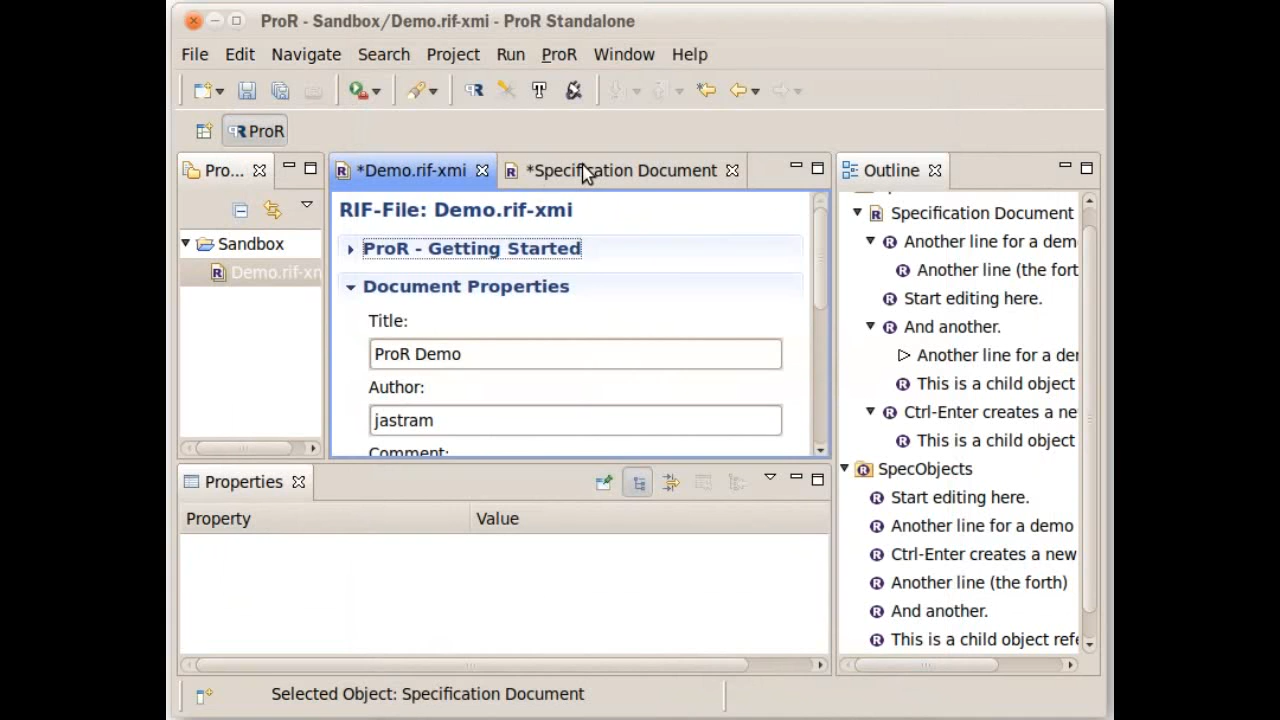 ProR - Sandbox/Demo.rif-xmi - ProR Standalone
File Edit Navigate Search Project Run ProR Window Help
ProR
Pro...
*Demo.rif-xmi
*Specification Document
Outline
Sandbox
Demo.rif-xn
RIF-File: Demo.rif-xmi
ProR - Getting Started
Document Properties
Title:
ProR Demo
Author:
jastram
Comment:
Specification Document
Another line for a dem
Another line (the fort
Start editing here.
And another.
Another line for a der
This is a child object
Ctrl-Enter creates a ne
This is a child object
SpecObjects
Start editing here.
Another line for a demo
Ctrl-Enter creates a new
Another line (the forth)
And another.
This is a child object refe
Properties
Property Value
Selected Object: Specification Document